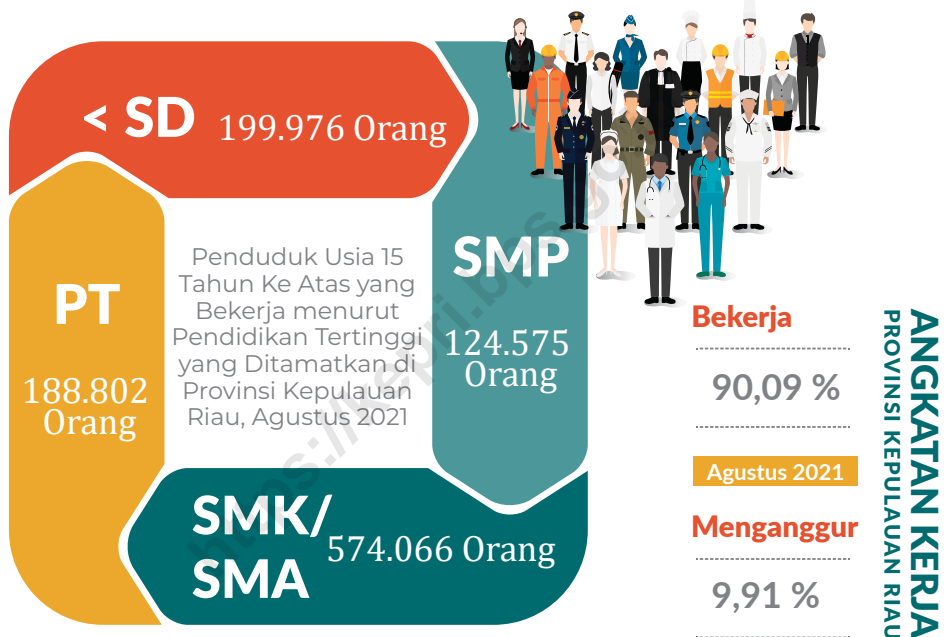 < SD 199.976 Orang
SMP
124.575
Orang
PT
188.802
Orang
Penduduk Usia 15
Tahun Ke Atas yang
Bekerja menurut
Pendidikan Tertinggi
yang Ditamatkan di
Provinsi Kepulauan
Riau, Agustus 2021
SMK/
SMA
574.066 Orang
Bekerja
90,09 %
Agustus 2021
Menganggur
9,91 %
ANGKATAN KERJA
PROVINSI KEPULAUAN RIAU